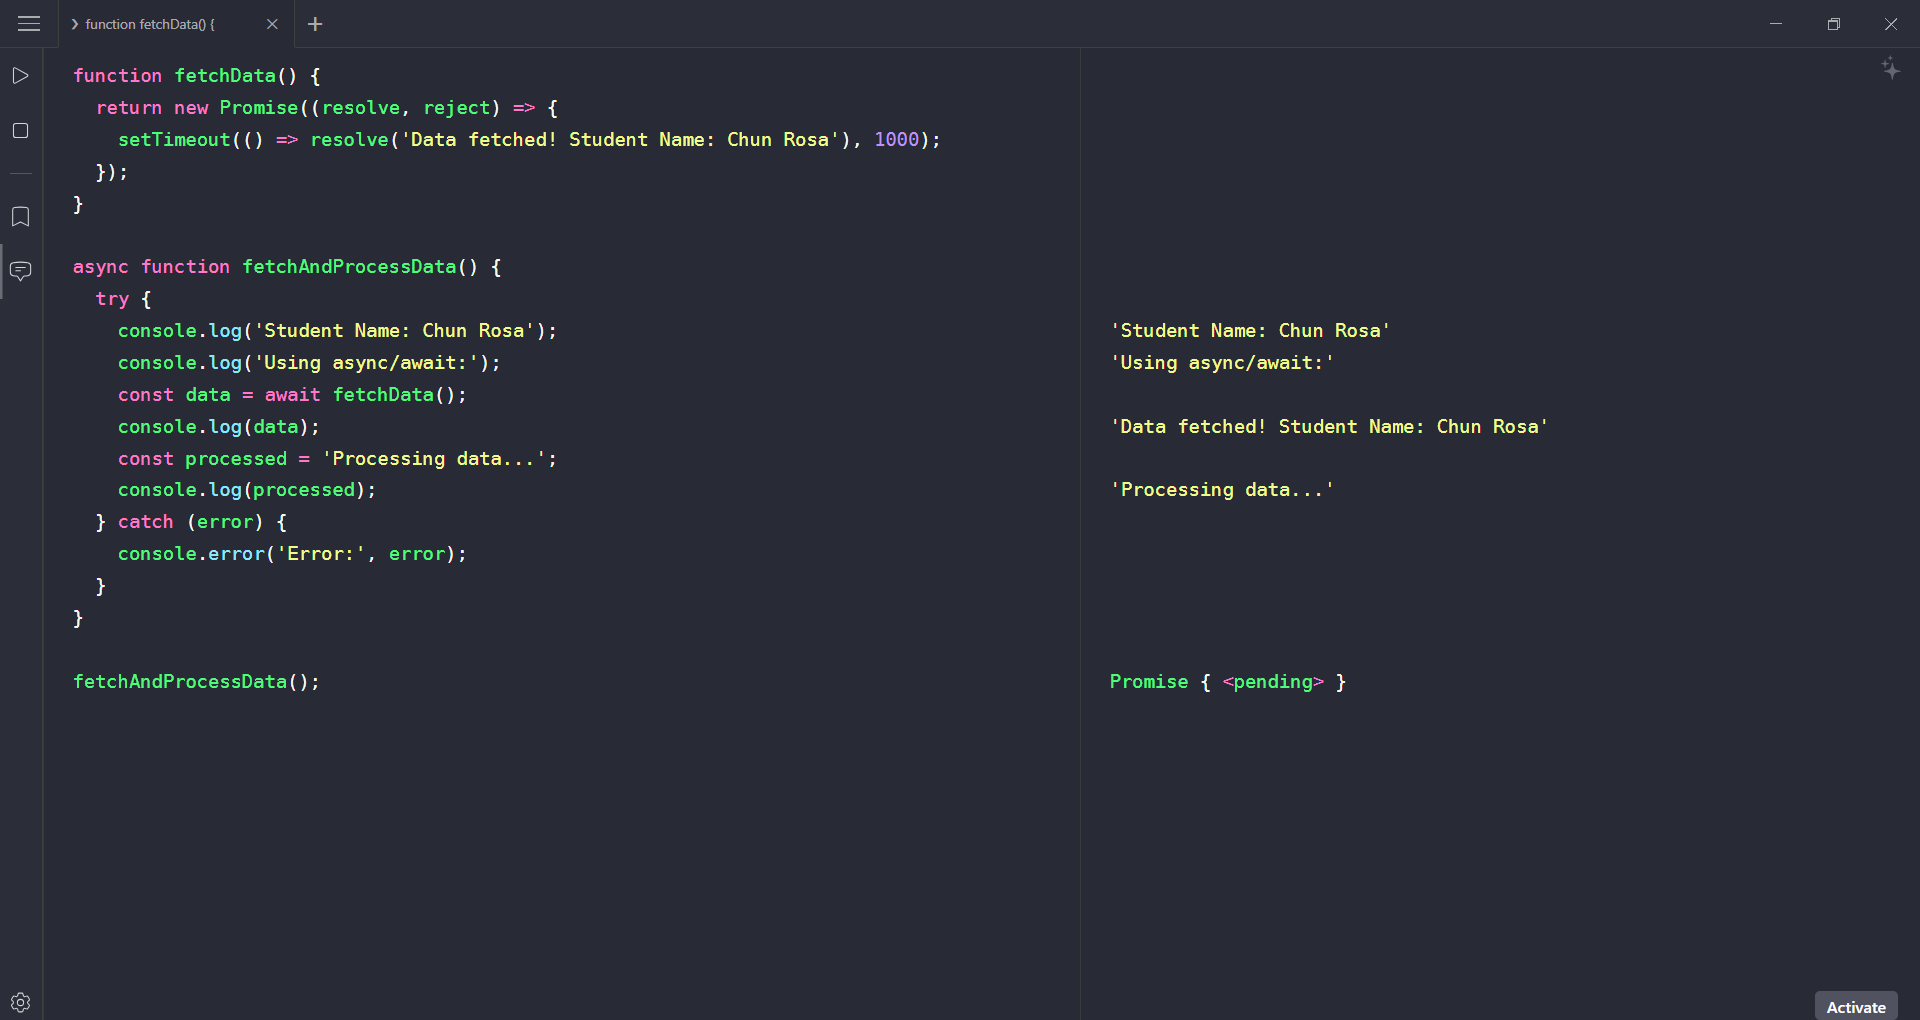 ❯ function fetchData() {
function fetchData() {
  return new Promise((resolve, reject) => {
    setTimeout(() => resolve('Data fetched! Student Name: Chun Rosa'), 1000);
  });
}
async function fetchAndProcessData() {
  try {
    console.log('Student Name: Chun Rosa');
    console.log('Using async/await:');
    const data = await fetchData();
    console.log(data);
    const processed = 'Processing data...';
    console.log(processed);
  } catch (error) {
    console.error('Error:', error);
  }
}
fetchAndProcessData();
'Student Name: Chun Rosa'
'Using async/await:'
'Data fetched! Student Name: Chun Rosa'
'Processing data...'
Promise { <pending> }
Activate